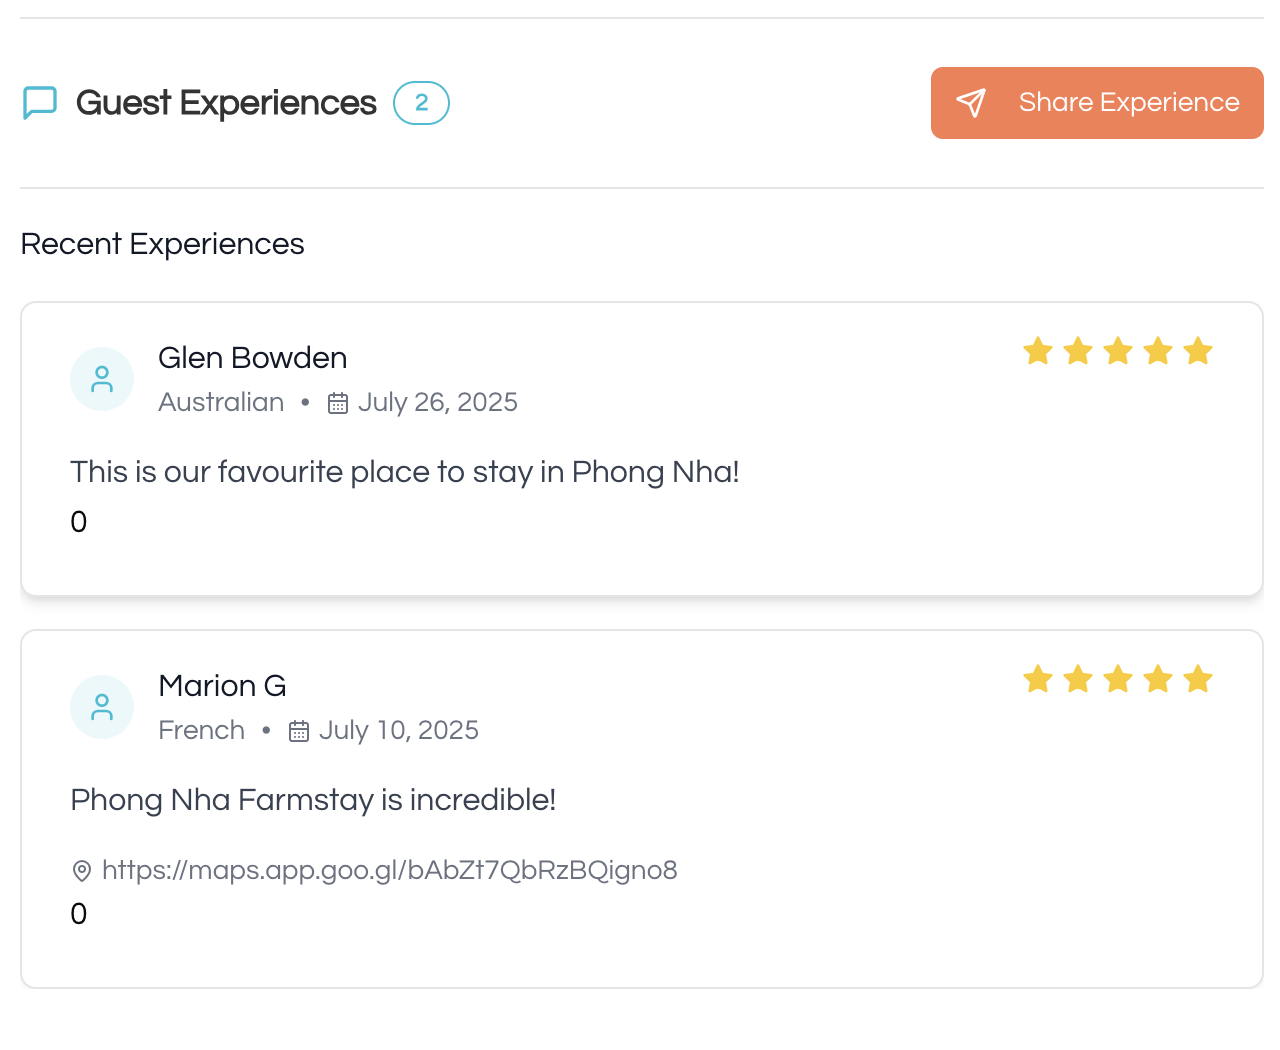 Guest Experiences 2
Share Experience
Recent Experiences
Glen Bowden
Australian • July 26, 2025
This is our favourite place to stay in Phong Nha!
0
Marion G
French • July 10, 2025
Phong Nha Farmstay is incredible!
https://maps.app.goo.gl/bAbZt7QbRzBQigno8
0